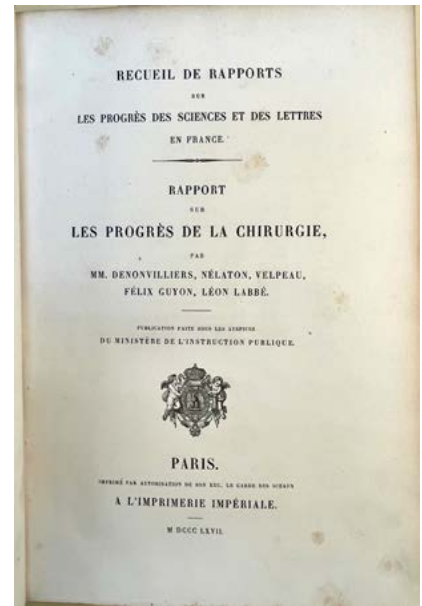 RECUEIL DE RAPPORTS
SUR
LES PROGRÈS DES SCIENCES ET DES LETTRES
EN FRANCE.
RAPPORT
SUR
LES PROGRÈS DE LA CHIRURGIE,
PAR
MM. DENONVILLIERS, NÉLATON, VELPEAU,
FÉLIX GUYON, LÉON LABBÉ.
PUBLICATION FAITE SOUS LES AUSPICES
DU MINISTÈRE DE L'INSTRUCTION PUBLIQUE.
PARIS.
IMPRIMÉ PAR AUTORISATION DE SON EXC. LE GARDE DES SCEAUX
A L'IMPRIMERIE IMPÉRIALE.
M DCCC LXVII.